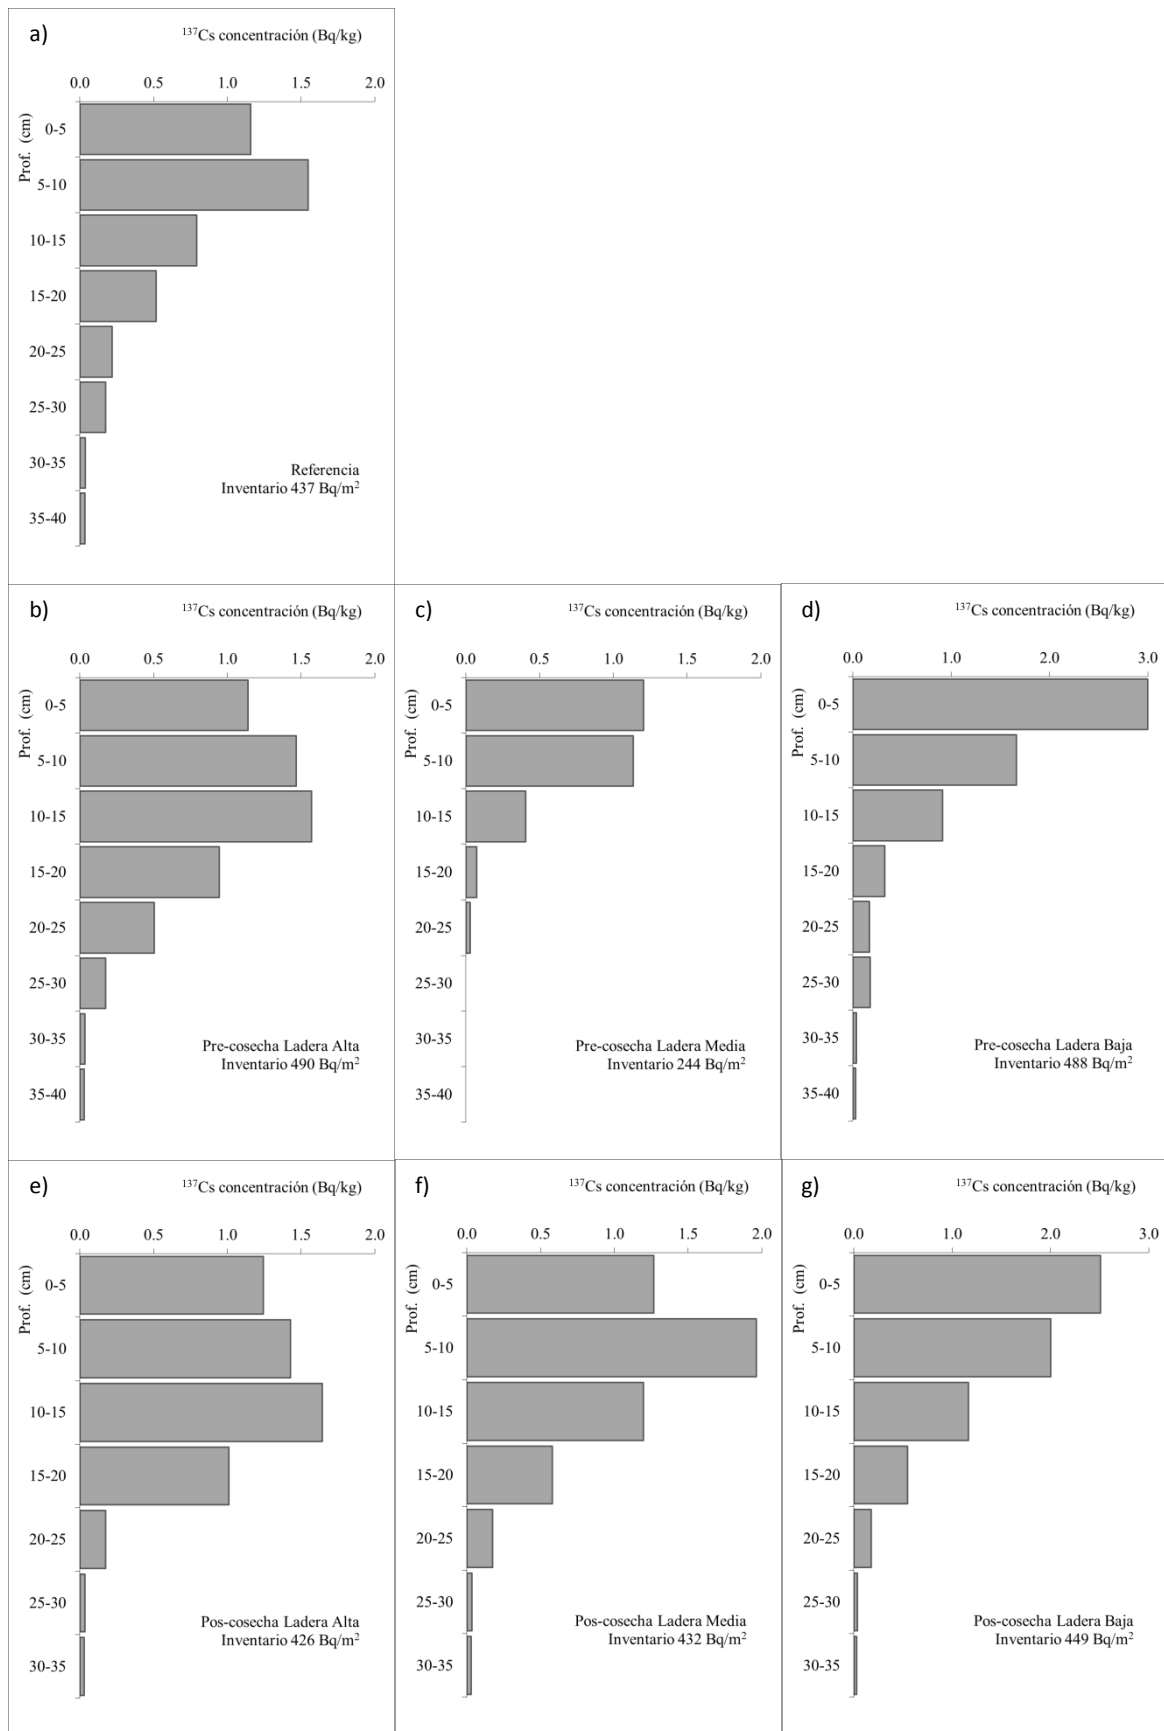 a)
¹³⁷Cs concentración (Bq/kg)
0.0 0.5 1.0 1.5 2.0
Prof. (cm)
0-5
5-10
10-15
15-20
20-25
25-30
30-35
35-40
Referencia
Inventario 437 Bq/m²
b)
¹³⁷Cs concentración (Bq/kg)
0.0 0.5 1.0 1.5 2.0
Prof. (cm)
0-5
5-10
10-15
15-20
20-25
25-30
30-35
35-40
Pre-cosecha Ladera Alta
Inventario 490 Bq/m²
c)
¹³⁷Cs concentración (Bq/kg)
0.0 0.5 1.0 1.5 2.0
Prof. (cm)
0-5
5-10
10-15
15-20
20-25
25-30
30-35
35-40
Pre-cosecha Ladera Media
Inventario 244 Bq/m²
d)
¹³⁷Cs concentración (Bq/kg)
0.0 1.0 2.0 3.0
Prof. (cm)
0-5
5-10
10-15
15-20
20-25
25-30
30-35
35-40
Pre-cosecha Ladera Baja
Inventario 488 Bq/m²
e)
¹³⁷Cs concentración (Bq/kg)
0.0 0.5 1.0 1.5 2.0
Prof. (cm)
0-5
5-10
10-15
15-20
20-25
25-30
30-35
Pos-cosecha Ladera Alta
Inventario 426 Bq/m²
f)
¹³⁷Cs concentración (Bq/kg)
0.0 0.5 1.0 1.5 2.0
Prof. (cm)
0-5
5-10
10-15
15-20
20-25
25-30
30-35
Pos-cosecha Ladera Media
Inventario 432 Bq/m²
g)
¹³⁷Cs concentración (Bq/kg)
0.0 1.0 2.0 3.0
Prof. (cm)
0-5
5-10
10-15
15-20
20-25
25-30
30-35
Pos-cosecha Ladera Baja
Inventario 449 Bq/m²